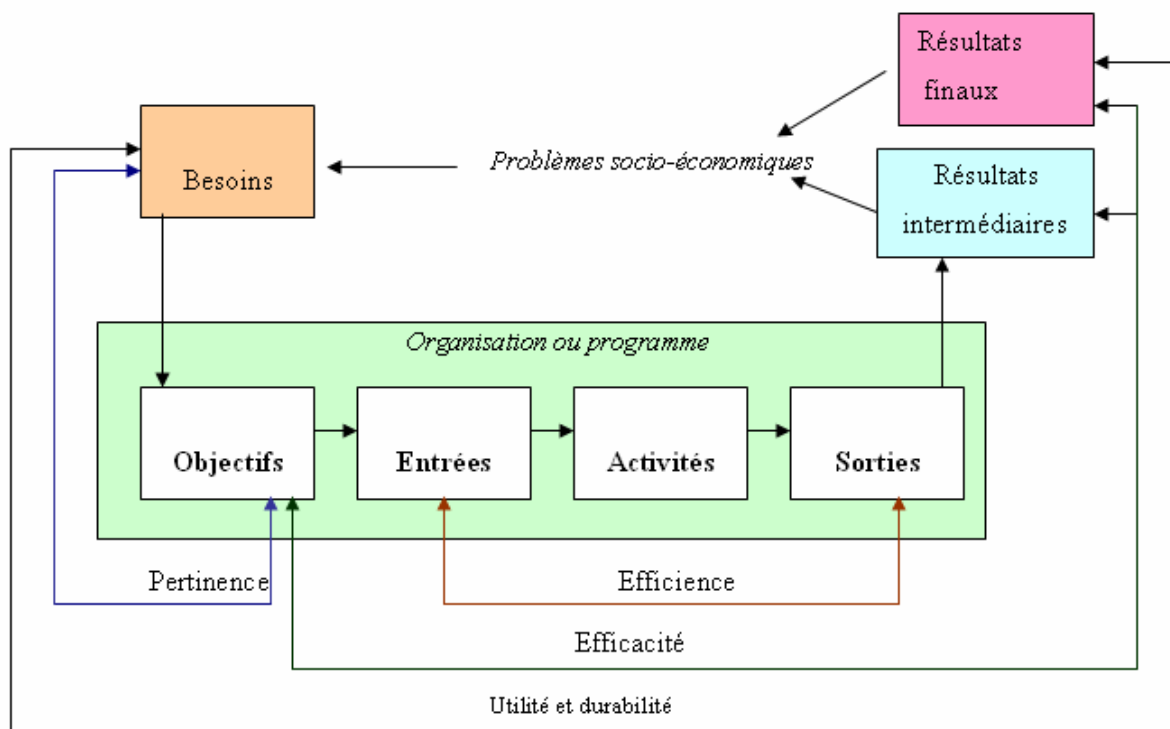 Résultats
finaux
Besoins
Problèmes socio-économiques
Résultats
intermédiaires
Organisation ou programme
Objectifs
Entrées
Activités
Sorties
Pertinence
Efficience
Efficacité
Utilité et durabilité